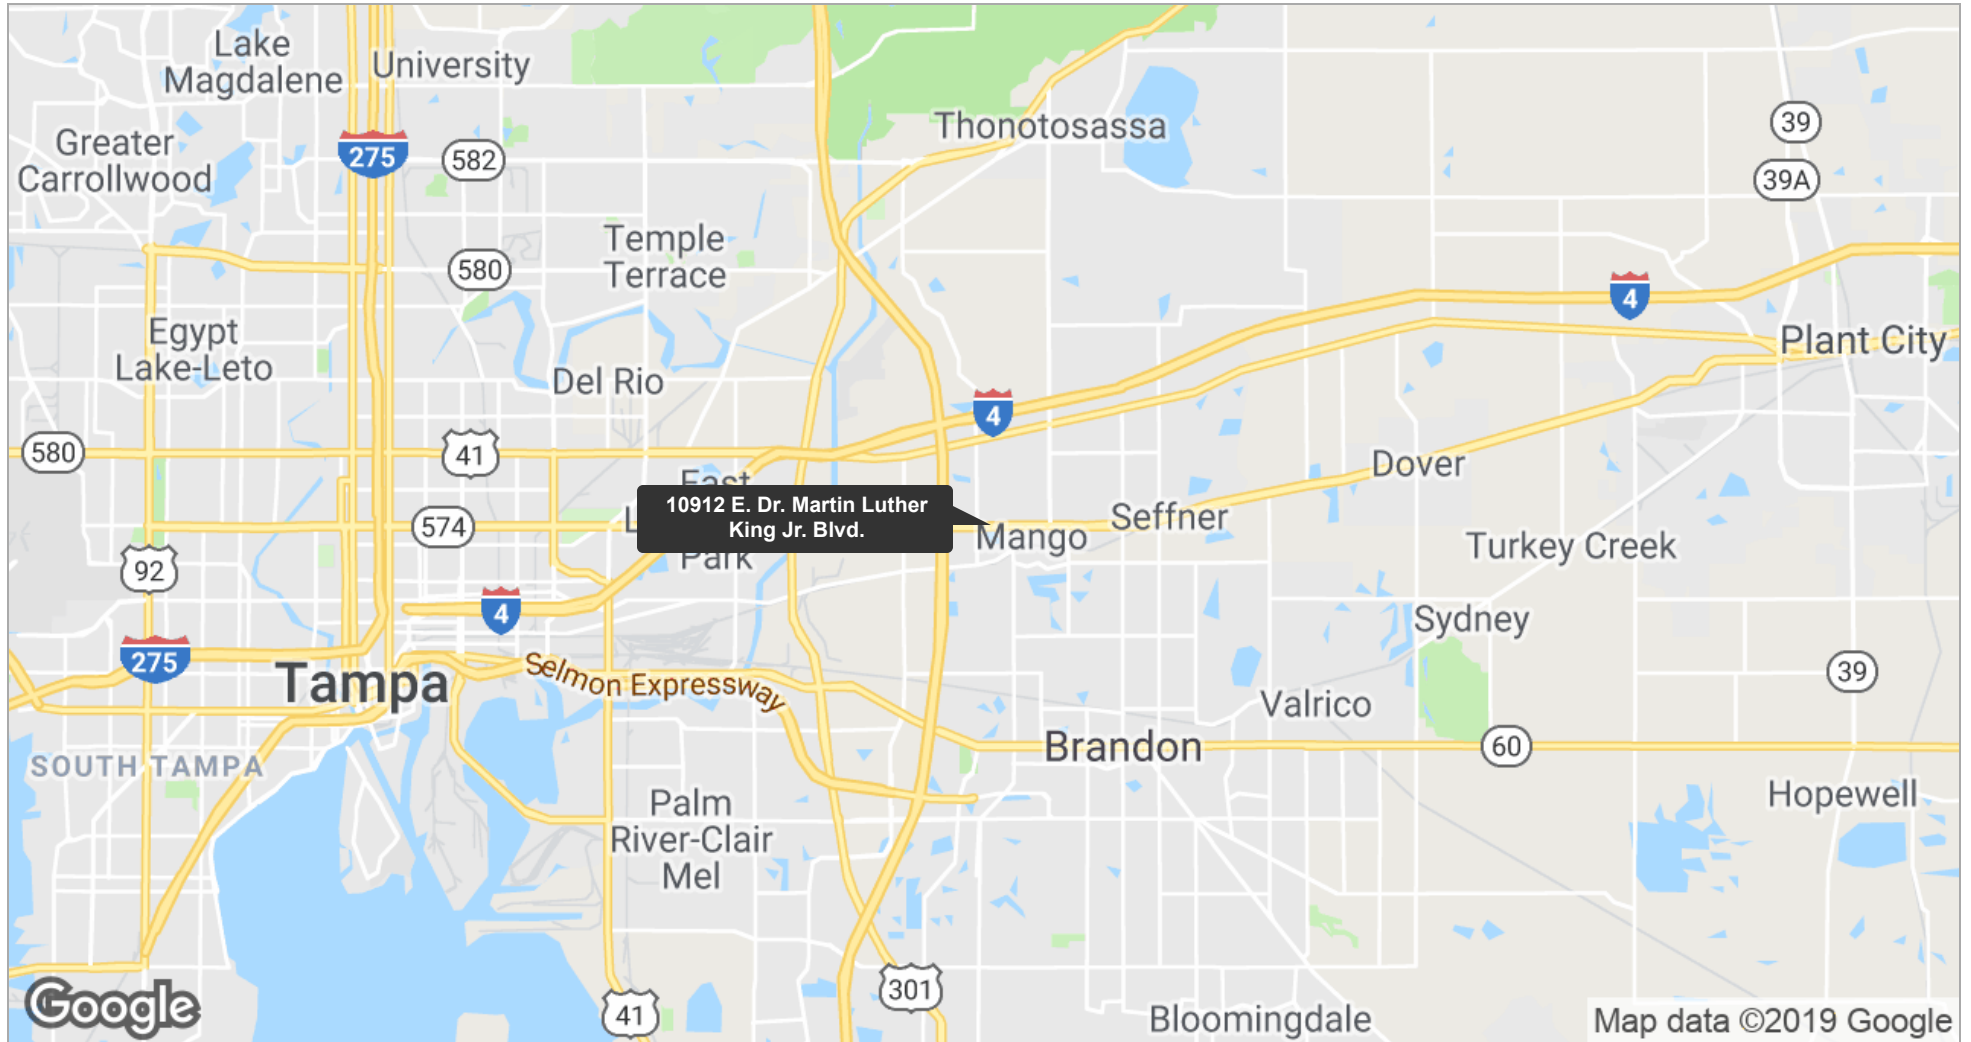 Lake
Magdalene
University
Greater
Carrollwood
275
582
Thonotosassa
39
39A
Temple
Terrace
580
4
Egypt
Lake-Leto
Plant City
Del Rio
4
580
41
East
Dover
10912 E. Dr. Martin Luther
King Jr. Blvd.
L
Park
574
Mango
Seffner
Turkey Creek
92
4
Sydney
275
Tampa
Selmon Expressway
39
Valrico
SOUTH TAMPA
Brandon
60
Hopewell
Palm
River-Clair
Mel
301
41
Bloomingdale
Google
Map data ©2019 Google